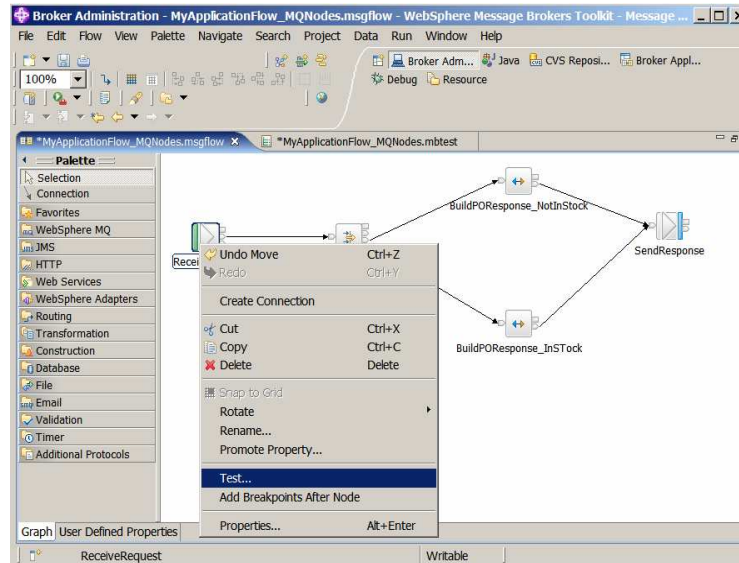 Broker Administration - MyApplicationFlow_MQNodes.msgflow - WebSphere Message Brokers Toolkit - Message ...
File Edit Flow View Palette Navigate Search Project Data Run Window Help
Broker Adm... Java CVS Reposi... Broker Appl...
100%
Debug Resource
*MyApplicationFlow_MQNodes.msgflow *MyApplicationFlow_MQNodes.mbtest
Palette
Selection
Connection
Favorites
WebSphere MQ
JMS
HTTP
Web Services
WebSphere Adapters
Routing
Transformation
Construction
Database
File
Email
Validation
Timer
Additional Protocols
BuildPOResponse_NotInStock
SendResponse
BuildPOResponse_InSTock
Undo Move Ctrl+Z
Redo Ctrl+Y
Create Connection
Cut Ctrl+X
Copy Ctrl+C
Delete Delete
Snap to Grid
Rotate
Rename...
Promote Property...
Test...
Add Breakpoints After Node
Properties... Alt+Enter
Graph User Defined Properties
ReceiveRequest Writable